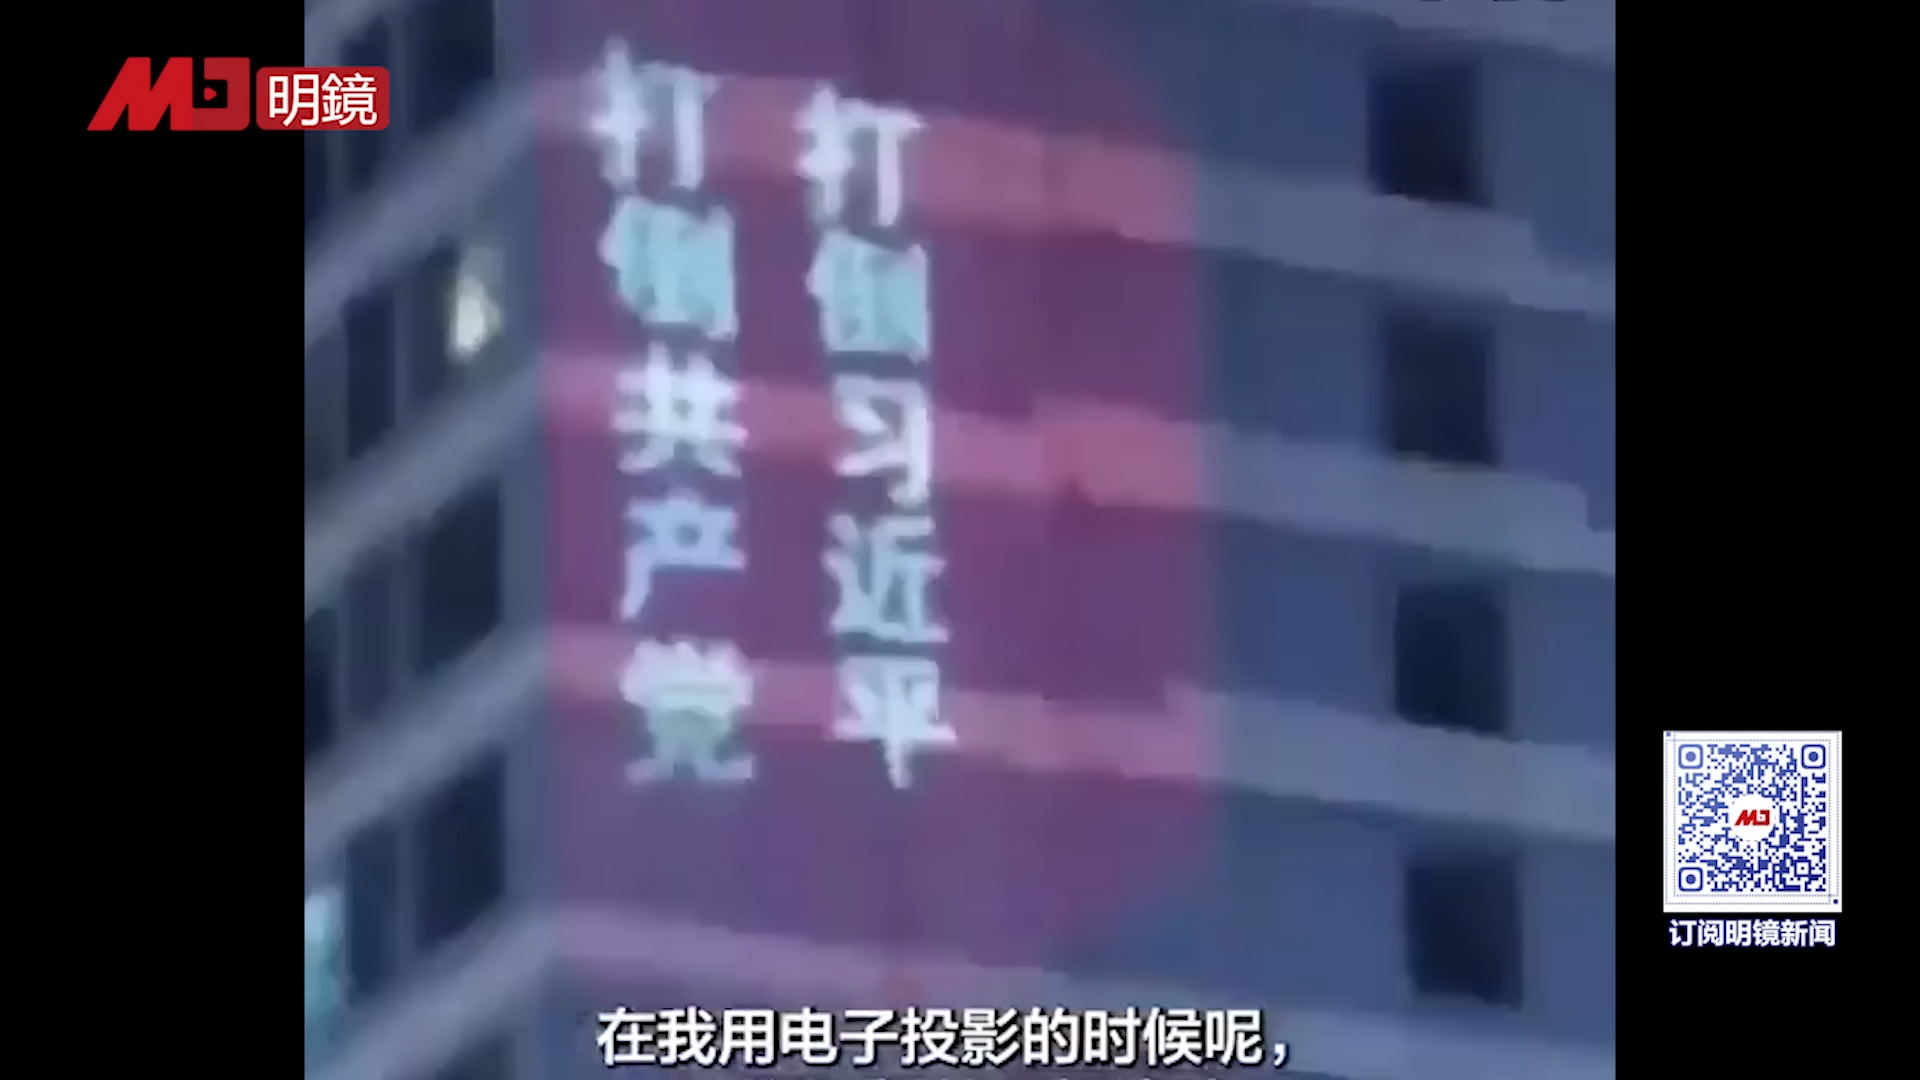 MD 明鏡
打倒共产党
打倒习近平
订阅明镜新闻
在我用电子投影的时候呢，